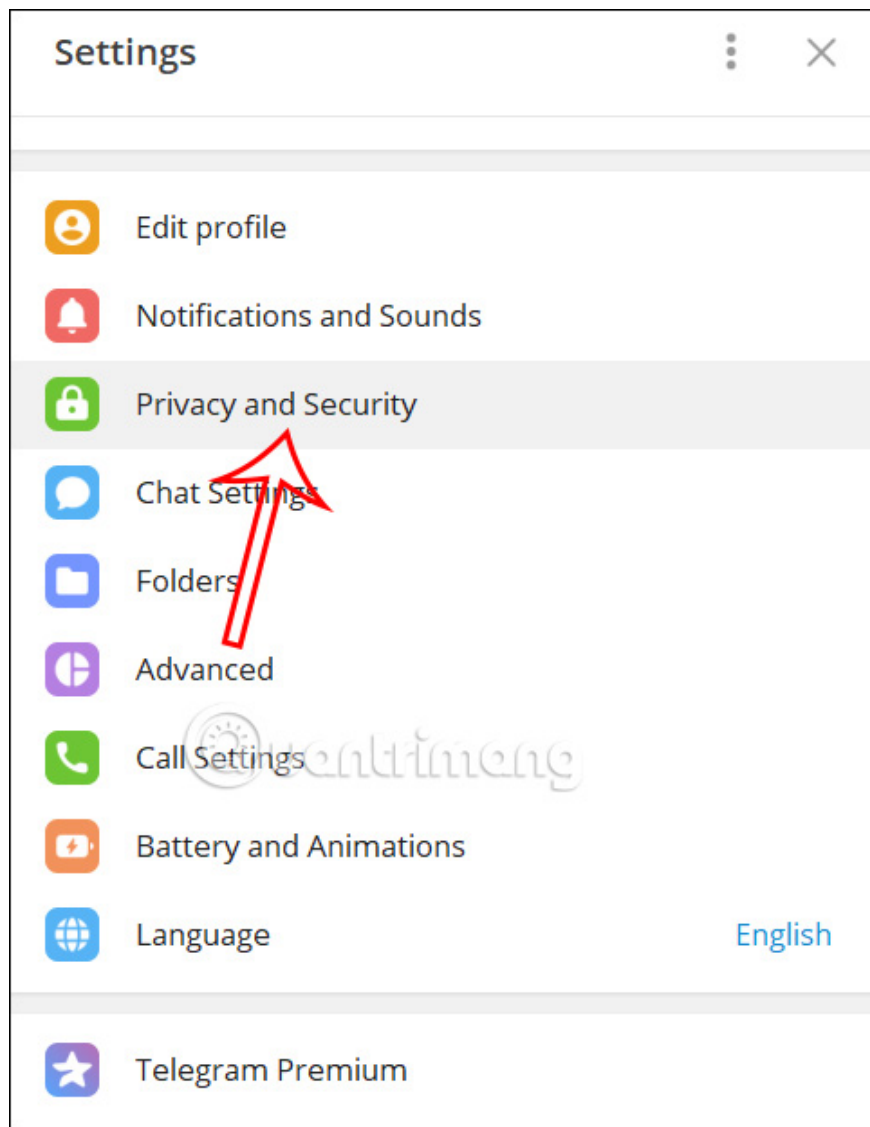 Settings
Edit profile
Notifications and Sounds
Privacy and Security
Chat Settings
Folders
Advanced
Call Settings
Quantrimang
Battery and Animations
Language English
Telegram Premium